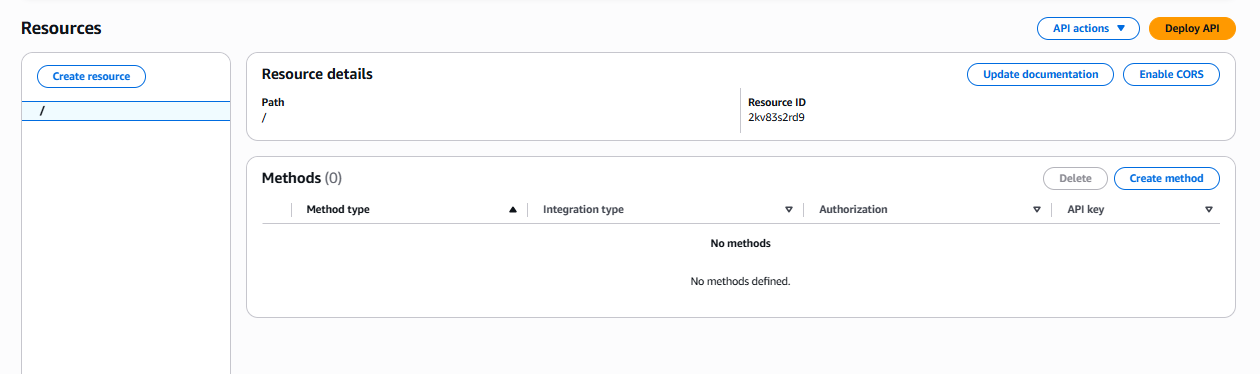 Resources
API actions
Deploy API
Create resource
/
Resource details
Update documentation
Enable CORS
Path
/
Resource ID
2kv83s2rd9
Methods (0)
Delete
Create method
Method type
Integration type
Authorization
API key
No methods
No methods defined.